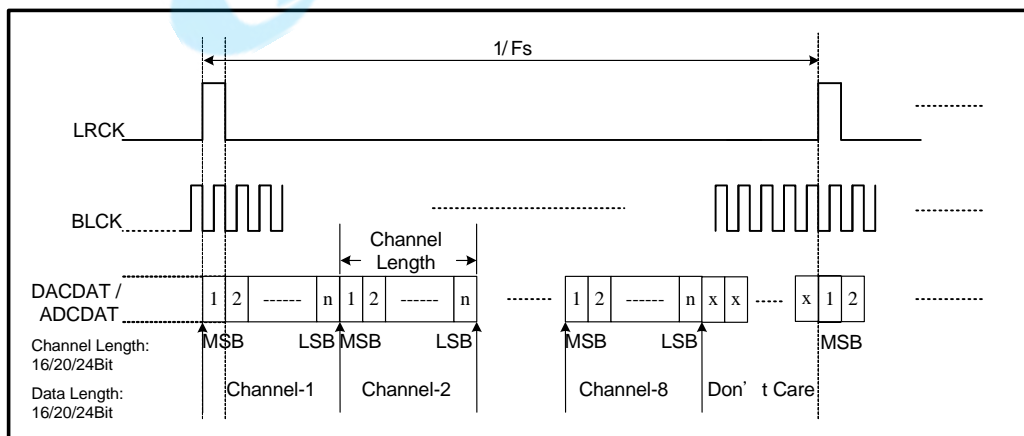 1/ Fs
LRCK
BLCK
Channel
Length
DACDAT /
ADCDAT
1 2 ------ n 1 2 ------ n 1 2 ------ n x x x 1 2
MSB LSB MSB LSB MSB LSB MSB
Channel Length:
16/20/24Bit
Channel-1 Channel-2 Channel-8 Don’ t Care
Data Length:
16/20/24Bit